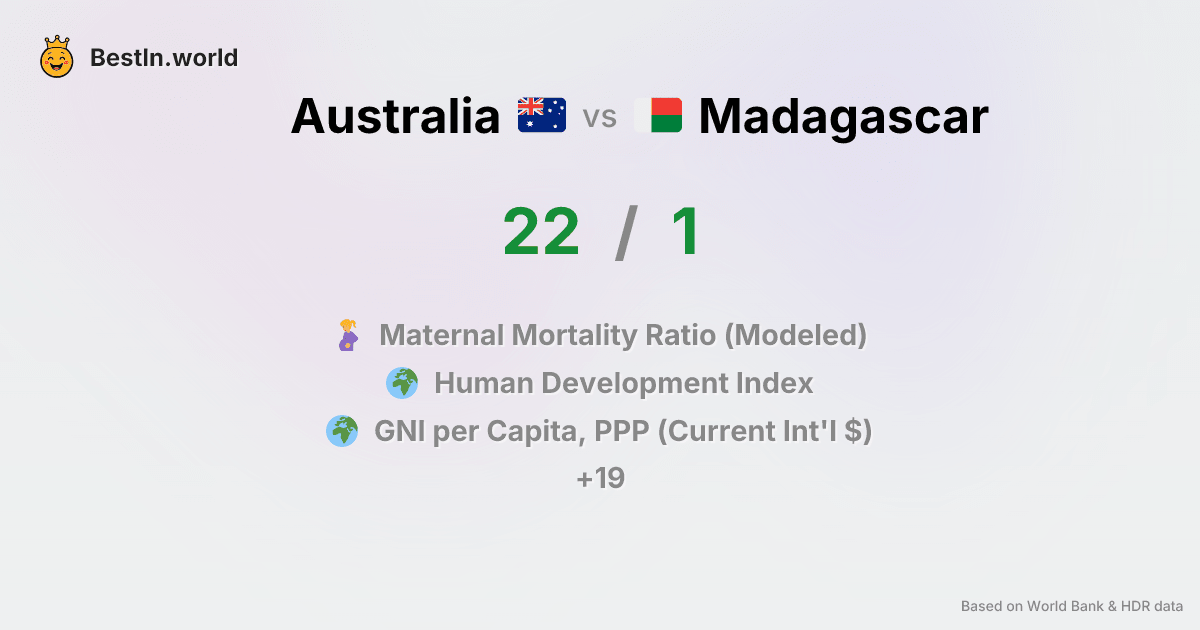 BestIn.world
Australia vs Madagascar
22 / 1
Maternal Mortality Ratio (Modeled)
Human Development Index
GNI per Capita, PPP (Current Int'l $)
+19
Based on World Bank & HDR data